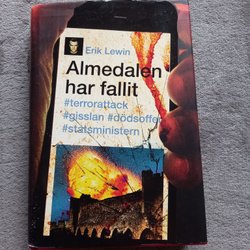 Erik Lewin
Almedalen
har fallit
#terrorattack
#gisslan #dödsoffer
#statsministern